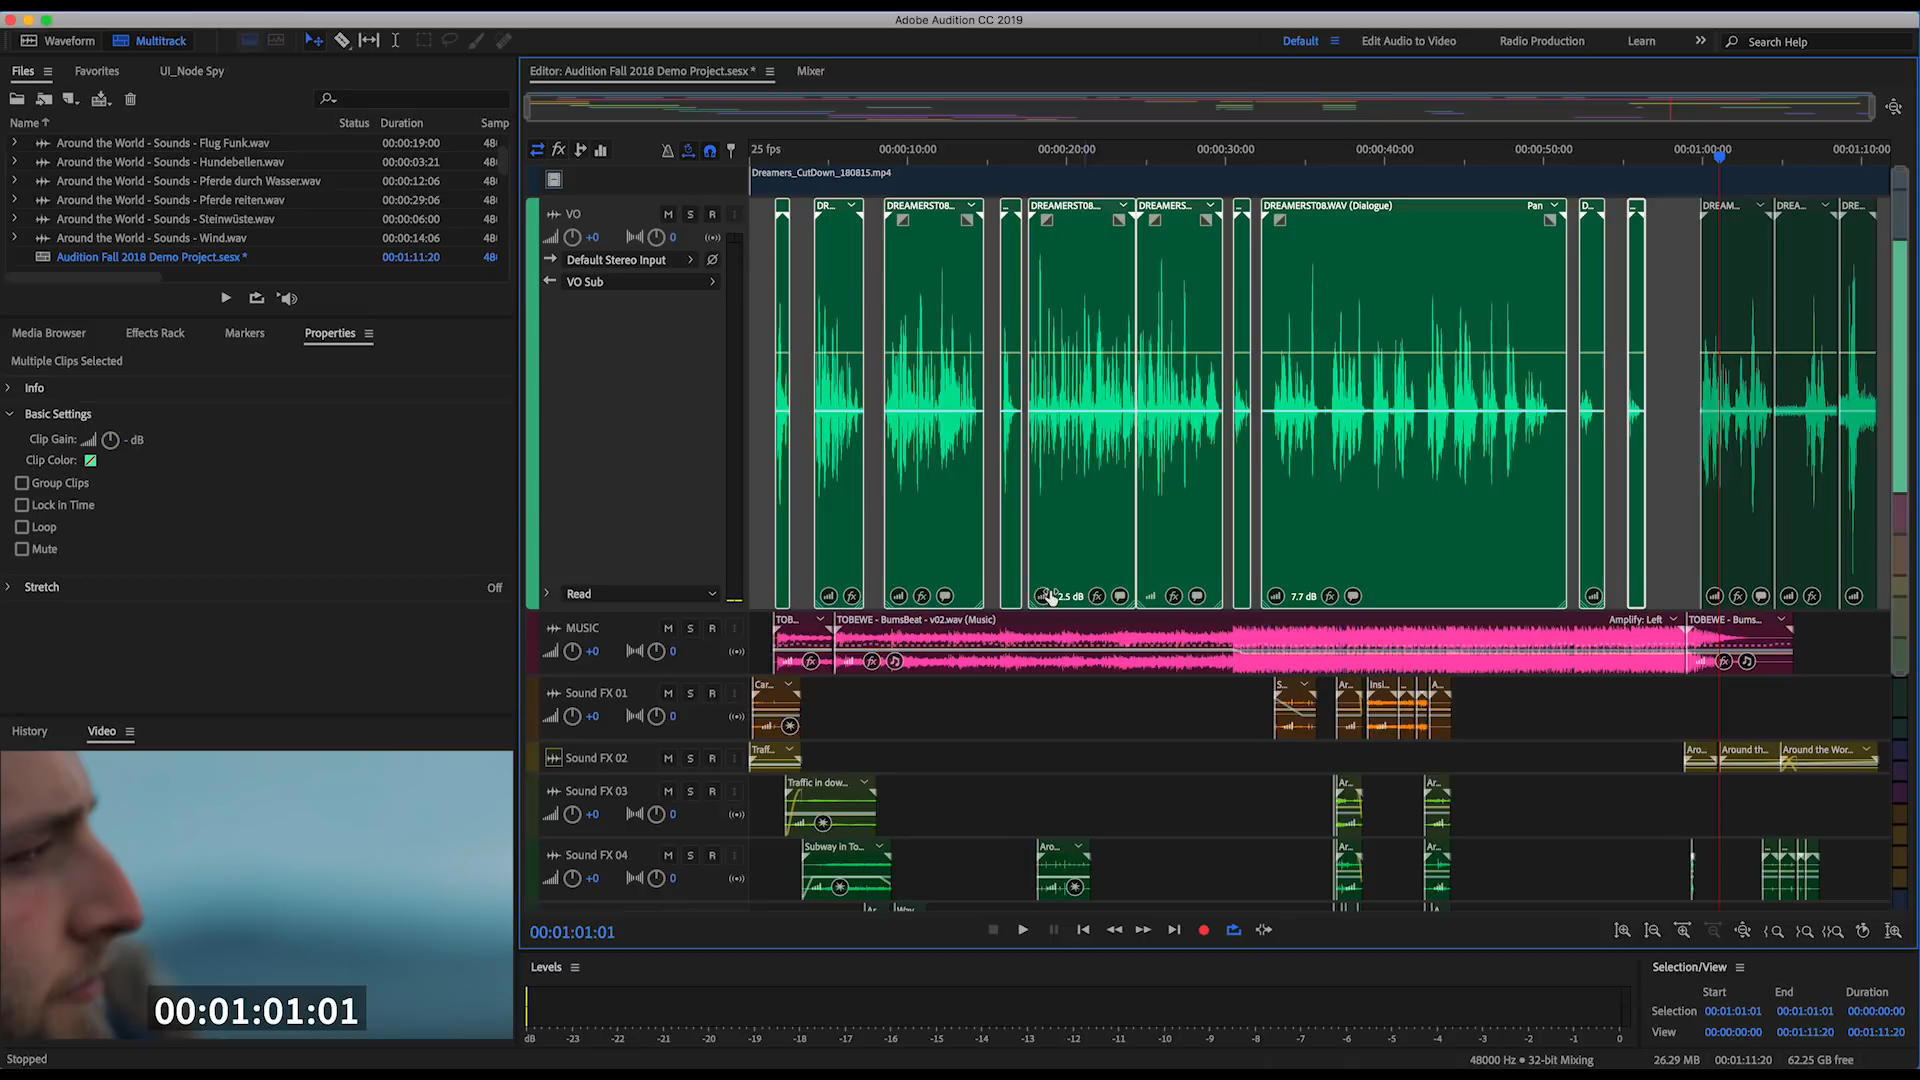 Adobe Audition CC 2019
Waveform Multitrack
Default Edit Audio to Video Radio Production Learn >> Search Help
Files Favorites UI_Node Spy
Name Status Duration Samp
Around the World - Sounds - Flug Funk.wav 00:00:19:00 48
Around the World - Sounds - Hundebellen.wav 00:00:03:21 48
Around the World - Sounds - Pferde durch Wasser.wav 00:00:12:06 48
Around the World - Sounds - Pferde reiten.wav 00:00:02:06 48
Around the World - Sounds - Steinwüste.wav 00:00:06:00 48
Around the World - Sounds - Wind.wav 00:00:14:06 48
Audition Fall 2018 Demo Project.sesx * 00:01:11:20 48
Media Browser Effects Rack Markers Properties
Multiple Clips Selected
Info
Basic Settings
Clip Gain: - dB
Clip Color:
Group Clips
Lock in Time
Loop
Mute
Stretch Off
History Video
00:01:01:01
Stopped
Editor: Audition Fall 2018 Demo Project.sesx * Mixer
fx 25 fps 00:00:10:00 00:00:20:00 00:00:30:00 00:00:40:00 00:00:50:00 00:01:00:00 00:01:10:00
Dreamers_CutDown_180815.mp4
VO M S R
+0 0
Default Stereo Input
VO Sub
Read
DR... DREAMERST08... ... DREAMERST08... DREAMERS... ... DREAMERST08.WAV (Dialogue) Pan D... ... DREAM... DREA... DRE...
fx fx 2.5 dB fx fx 7.7 dB fx fx fx
MUSIC M S R
+0 0
TOB... TOBEWE - BumsBeat - v02.wav (Music) Amplify: Left TOBEWE - Bums...
fx fx fx
Sound FX 01 M S R
+0 0
Car... S... Ar... Insi... ... A...
Sound FX 02 M S R
Traff... Aro... Around th... Around the Wor...
Sound FX 03 M S R
+0 0
Traffic in dow... Ar... Ar...
Sound FX 04 M S R
+0 0
Subway in To... Aro... Ar... Ar... ... ...
Ar Way A
00:01:01:01
Levels
dB -23 -22 -21 -20 -19 -18 -17 -16 -15 -14 -13 -12 -11 -10 -9 -8 -7 -6 -5 -4 -3 -2 -1 0
Selection/View
Start End Duration
Selection 00:01:01:01 00:01:01:01 00:00:00:00
View 00:00:00:00 00:01:11:20 00:01:11:20
48000 Hz • 32-bit Mixing 26.29 MB 00:01:11:20 62.25 GB free